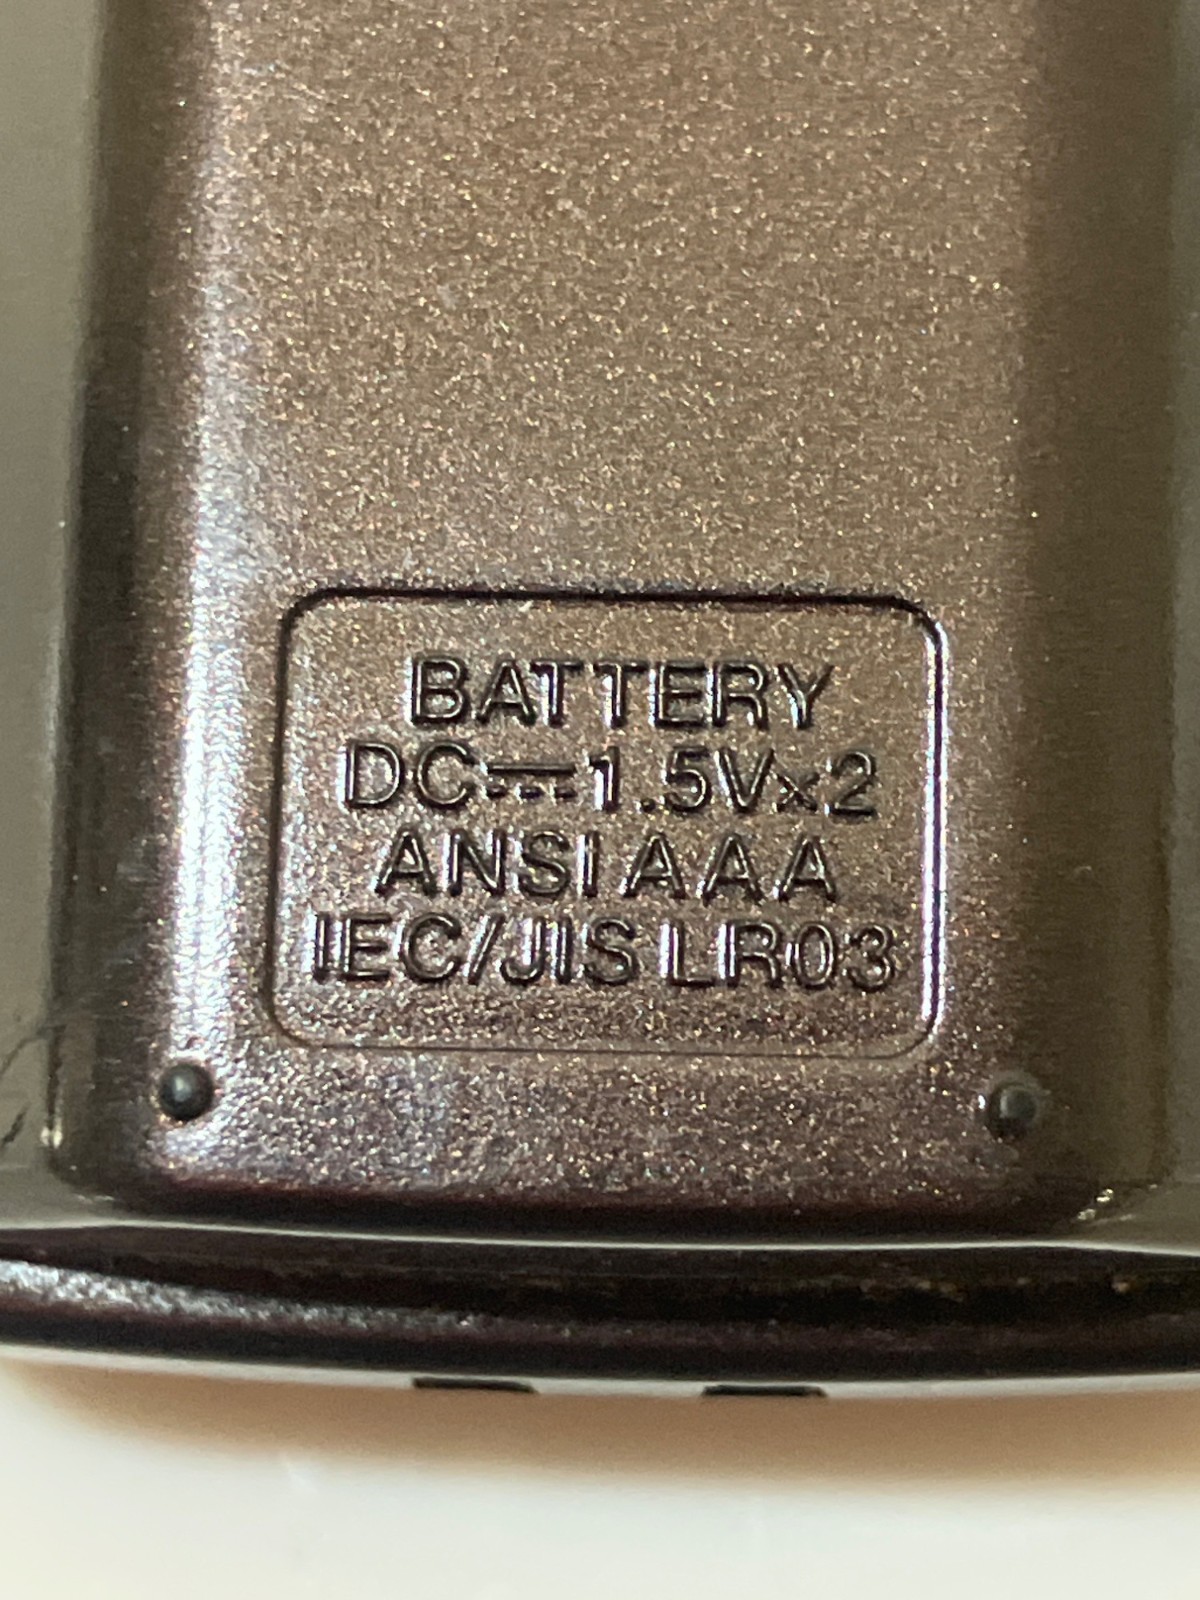 BATTERY
DC⎓1.5V×2
ANSI AAA
IEC/JIS LR03